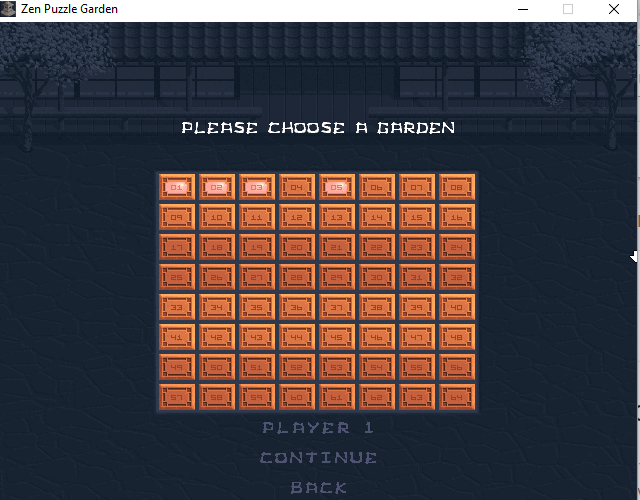 Zen Puzzle Garden
PLEASE CHOOSE A GARDEN
01 02 03 04 05 06 07 08
09 10 11 12 13 14 15 16
17 18 19 20 21 22 23 24
25 26 27 28 29 30 31 32
33 34 35 36 37 38 39 40
41 42 43 44 45 46 47 48
49 50 51 52 53 54 55 56
57 58 59 60 61 62 63 64
PLAYER 1
CONTINUE
BACK